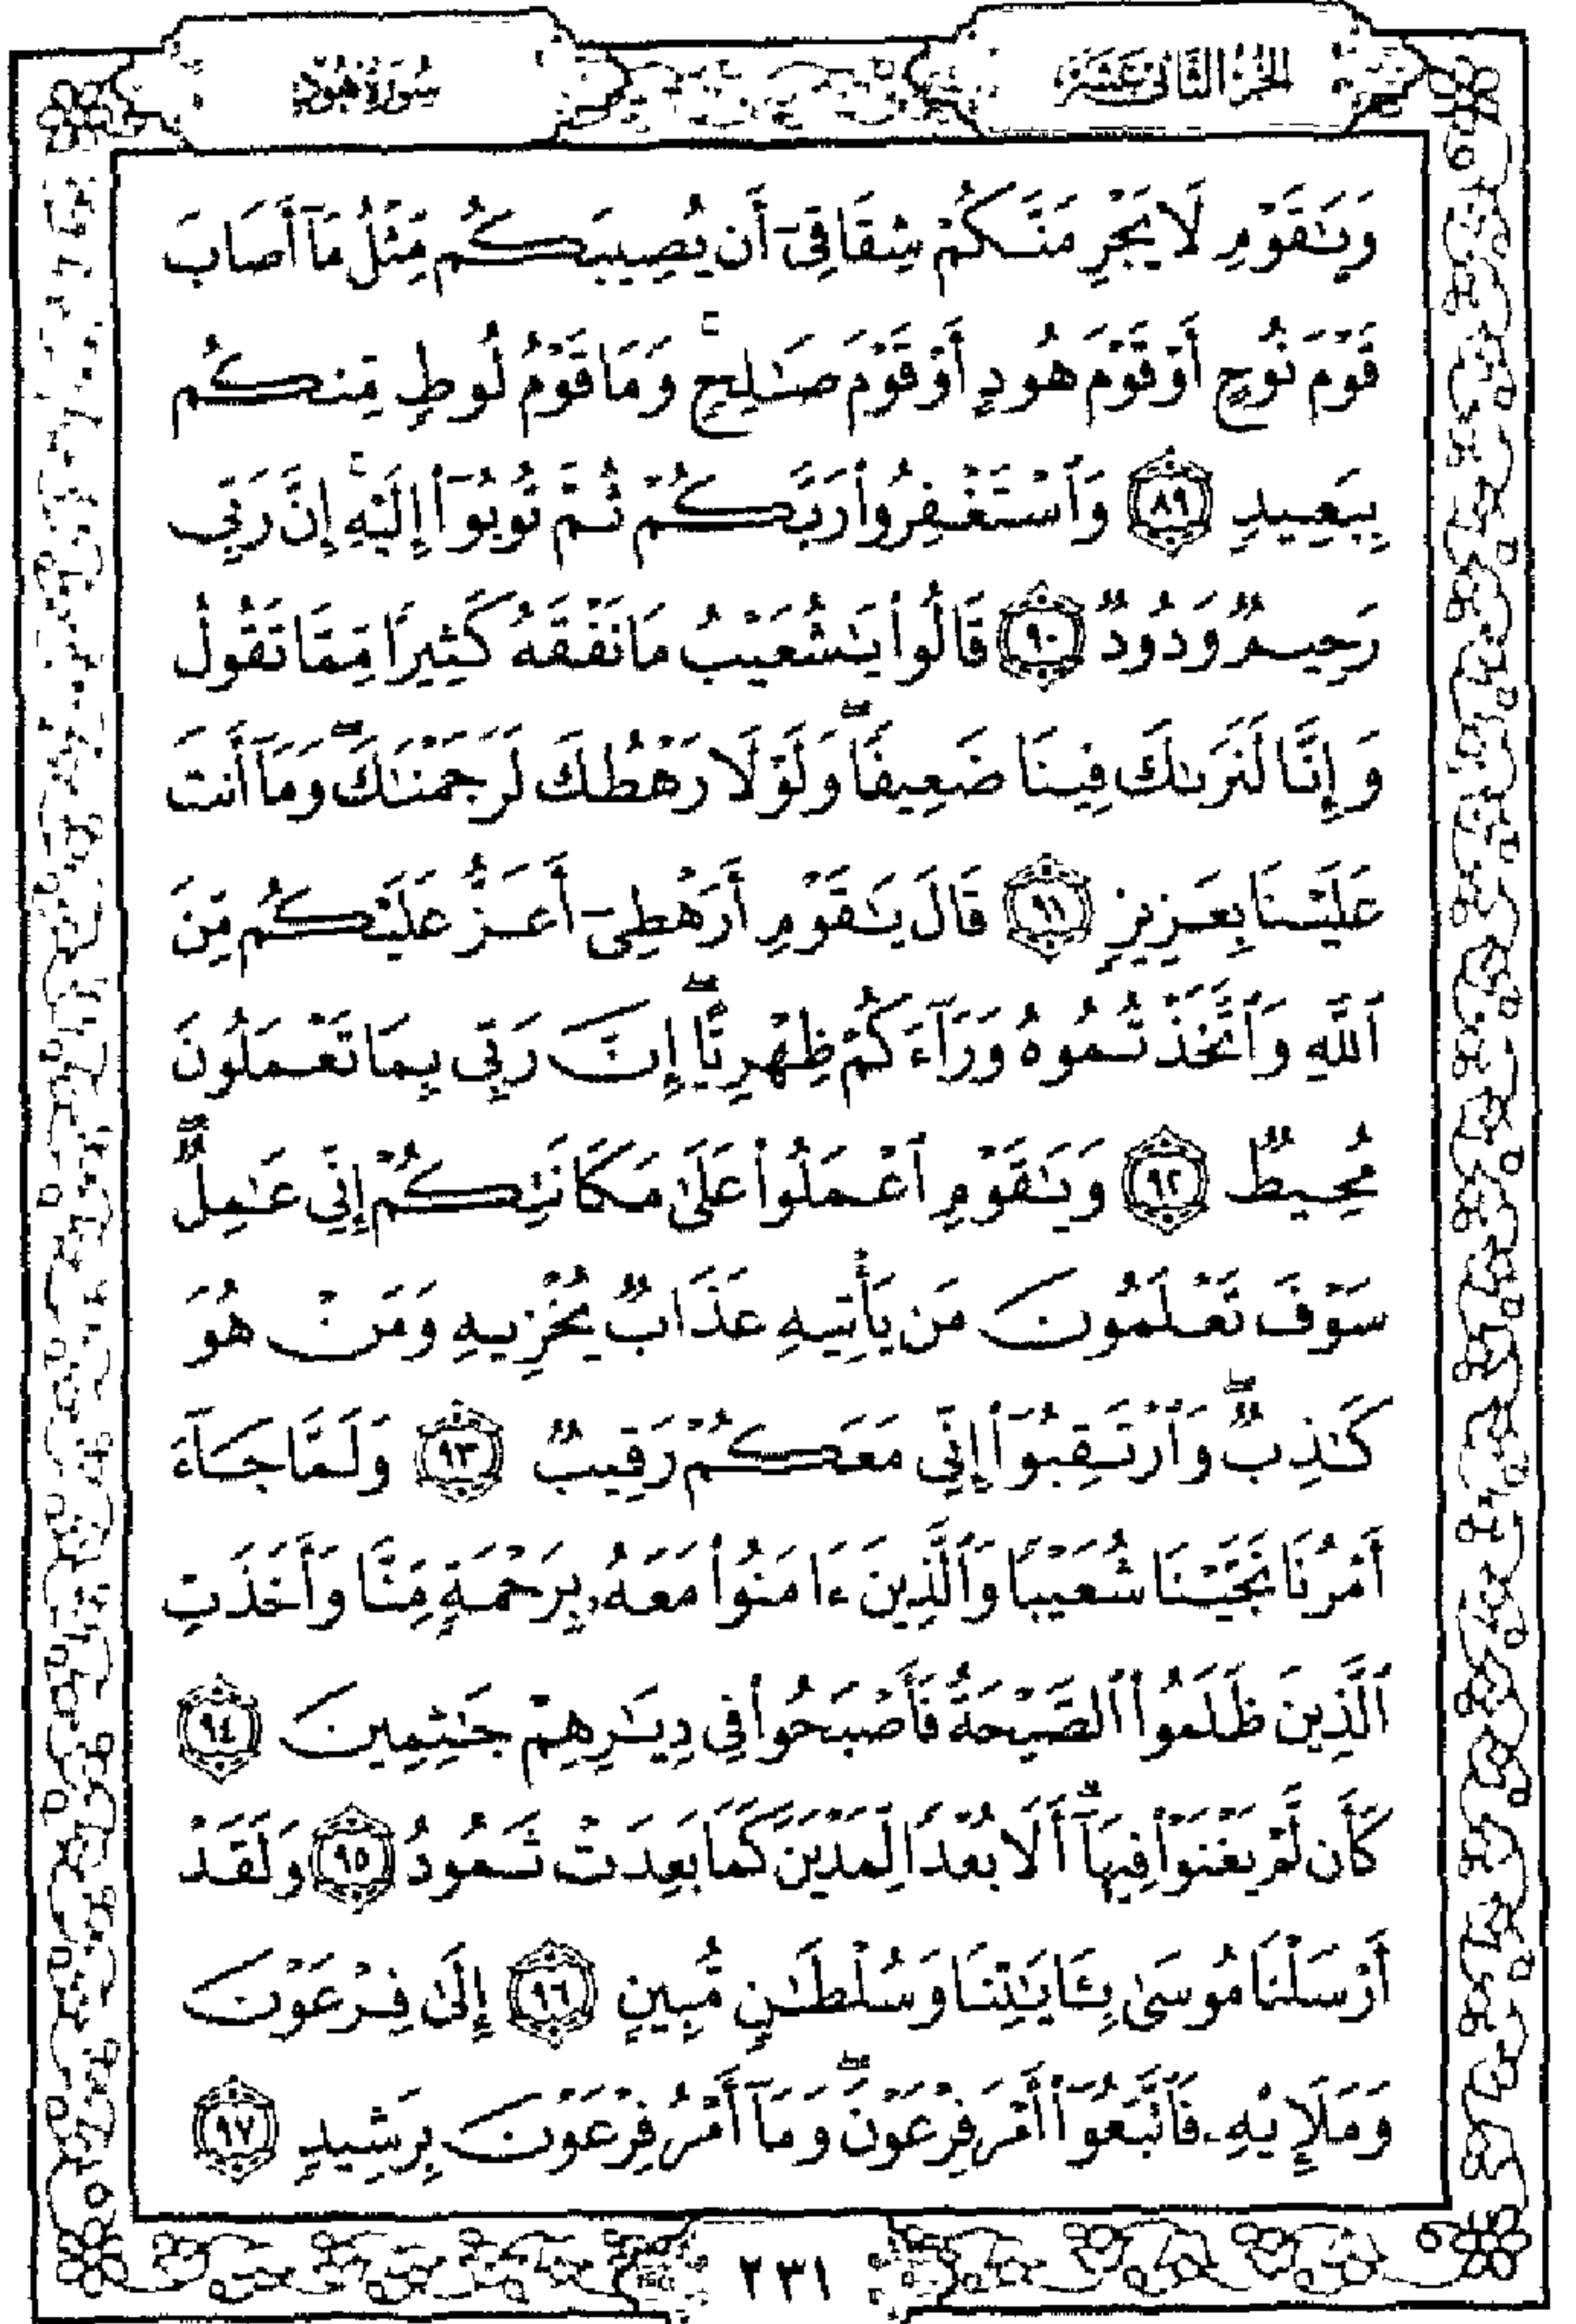 الجزء الثاني عشر
سورة هود
وَيَٰقَوْمِ لَا يَجْرِمَنَّكُمْ شِقَاقِىٓ أَن يُصِيبَكُم مِّثْلُ مَآ أَصَابَ
قَوْمَ نُوحٍ أَوْ قَوْمَ هُودٍ أَوْ قَوْمَ صَٰلِحٍ ۚ وَمَا قَوْمُ لُوطٍ مِّنكُم
بِبَعِيدٍ ٨٩ وَٱسْتَغْفِرُوا۟ رَبَّكُمْ ثُمَّ تُوبُوٓا۟ إِلَيْهِ ۚ إِنَّ رَبِّى
رَحِيمٌ وَدُودٌ ٩٠ قَالُوا۟ يَٰشُعَيْبُ مَا نَفْقَهُ كَثِيرًا مِّمَّا تَقُولُ
وَإِنَّا لَنَرَىٰكَ فِينَا ضَعِيفًا ۖ وَلَوْلَا رَهْطُكَ لَرَجَمْنَٰكَ ۖ وَمَآ أَنتَ
عَلَيْنَا بِعَزِيزٍ ٩١ قَالَ يَٰقَوْمِ أَرَهْطِىٓ أَعَزُّ عَلَيْكُم مِّنَ
ٱللَّهِ وَٱتَّخَذْتُمُوهُ وَرَآءَكُمْ ظِهْرِيًّا ۖ إِنَّ رَبِّى بِمَا تَعْمَلُونَ
مُحِيطٌ ٩٢ وَيَٰقَوْمِ ٱعْمَلُوا۟ عَلَىٰ مَكَانَتِكُمْ إِنِّى عَٰمِلٌ ۖ
سَوْفَ تَعْلَمُونَ مَن يَأْتِيهِ عَذَابٌ يُخْزِيهِ وَمَنْ هُوَ
كَٰذِبٌ ۖ وَٱرْتَقِبُوٓا۟ إِنِّى مَعَكُمْ رَقِيبٌ ٩٣ وَلَمَّا جَآءَ
أَمْرُنَا نَجَّيْنَا شُعَيْبًا وَٱلَّذِينَ ءَامَنُوا۟ مَعَهُۥ بِرَحْمَةٍ مِّنَّا وَأَخَذَتِ
ٱلَّذِينَ ظَلَمُوا۟ ٱلصَّيْحَةُ فَأَصْبَحُوا۟ فِى دِيَٰرِهِمْ جَٰثِمِينَ ٩٤
كَأَن لَّمْ يَغْنَوْا۟ فِيهَآ ۗ أَلَا بُعْدًا لِّمَدْيَنَ كَمَا بَعِدَتْ ثَمُودُ ٩٥ وَلَقَدْ
أَرْسَلْنَا مُوسَىٰ بِـَٔايَٰتِنَا وَسُلْطَٰنٍ مُّبِينٍ ٩٦ إِلَىٰ فِرْعَوْنَ
وَمَلَإِي۟هِۦ فَٱتَّبَعُوٓا۟ أَمْرَ فِرْعَوْنَ ۖ وَمَآ أَمْرُ فِرْعَوْنَ بِرَشِيدٍ ٩٧
٢٣١